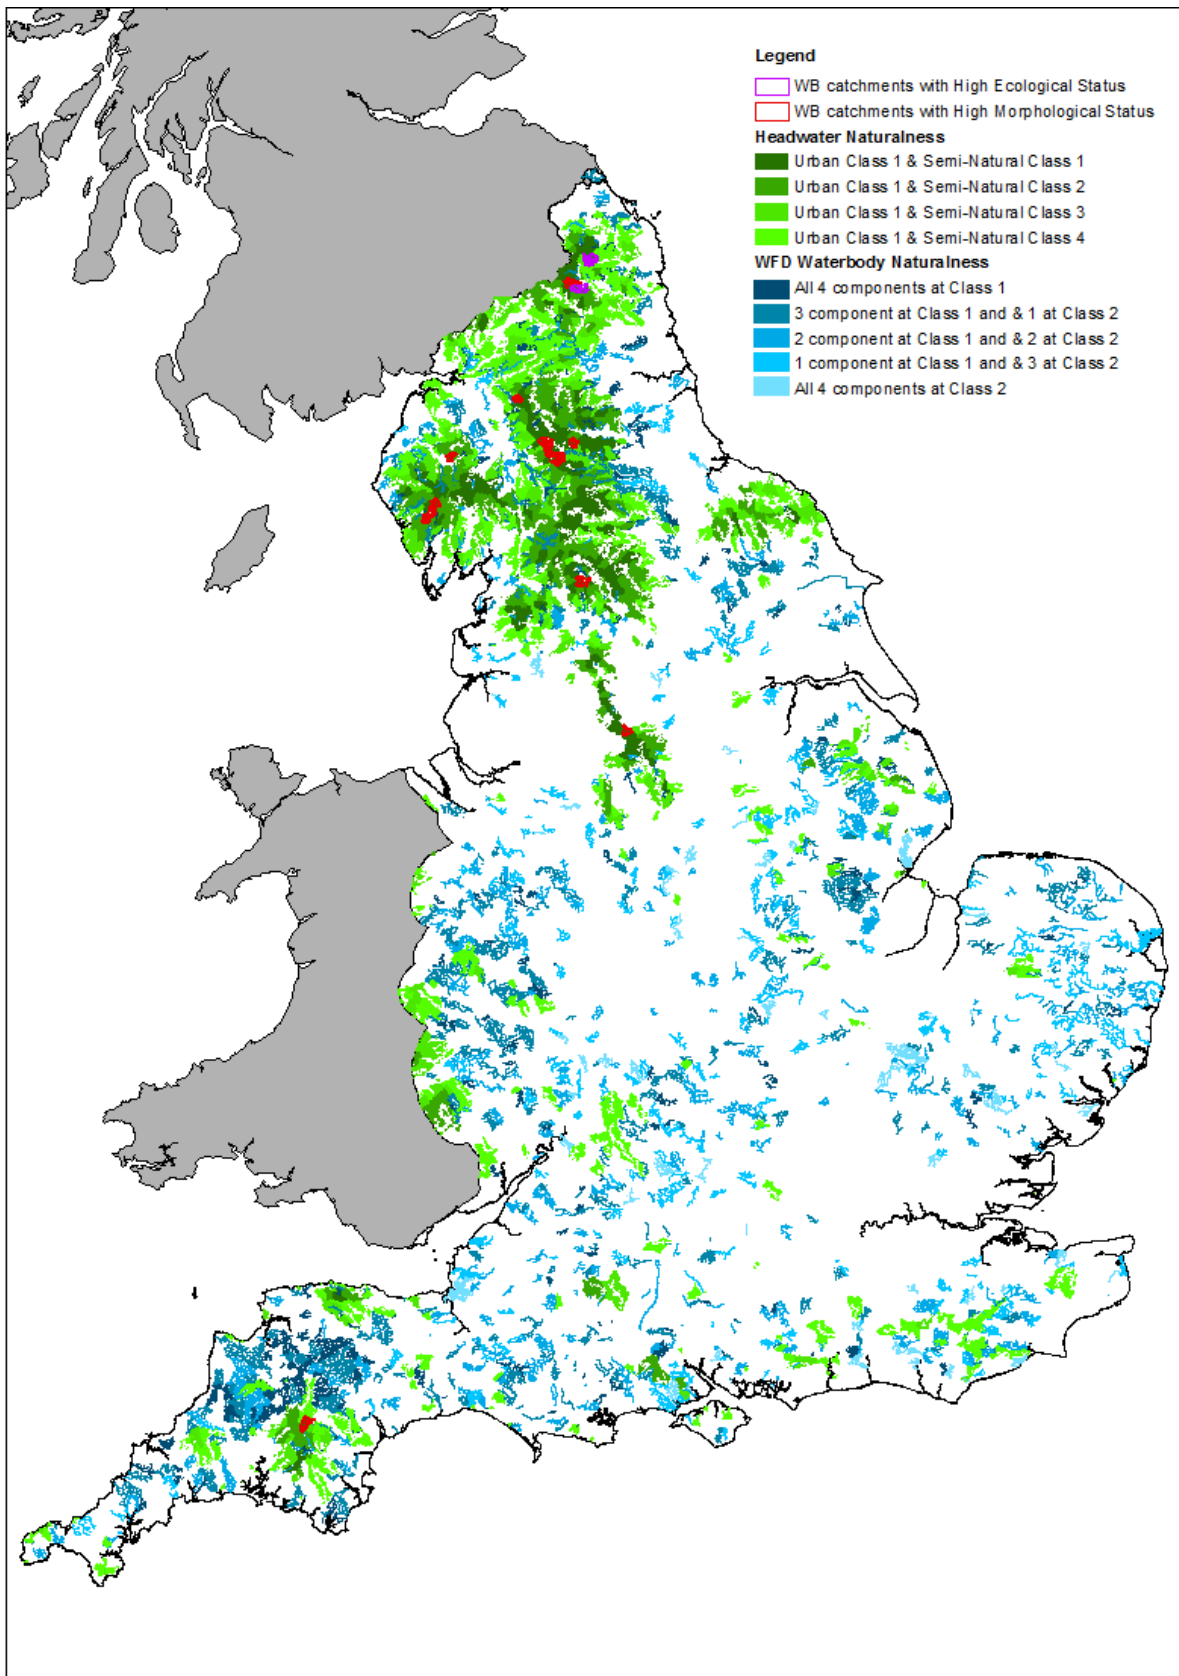 Legend
WB catchments with High Ecological Status
WB catchments with High Morphological Status
Headwater Naturalness
Urban Class 1 & Semi-Natural Class 1
Urban Class 1 & Semi-Natural Class 2
Urban Class 1 & Semi-Natural Class 3
Urban Class 1 & Semi-Natural Class 4
WFD Waterbody Naturalness
All 4 components at Class 1
3 component at Class 1 and & 1 at Class 2
2 component at Class 1 and & 2 at Class 2
1 component at Class 1 and & 3 at Class 2
All 4 components at Class 2